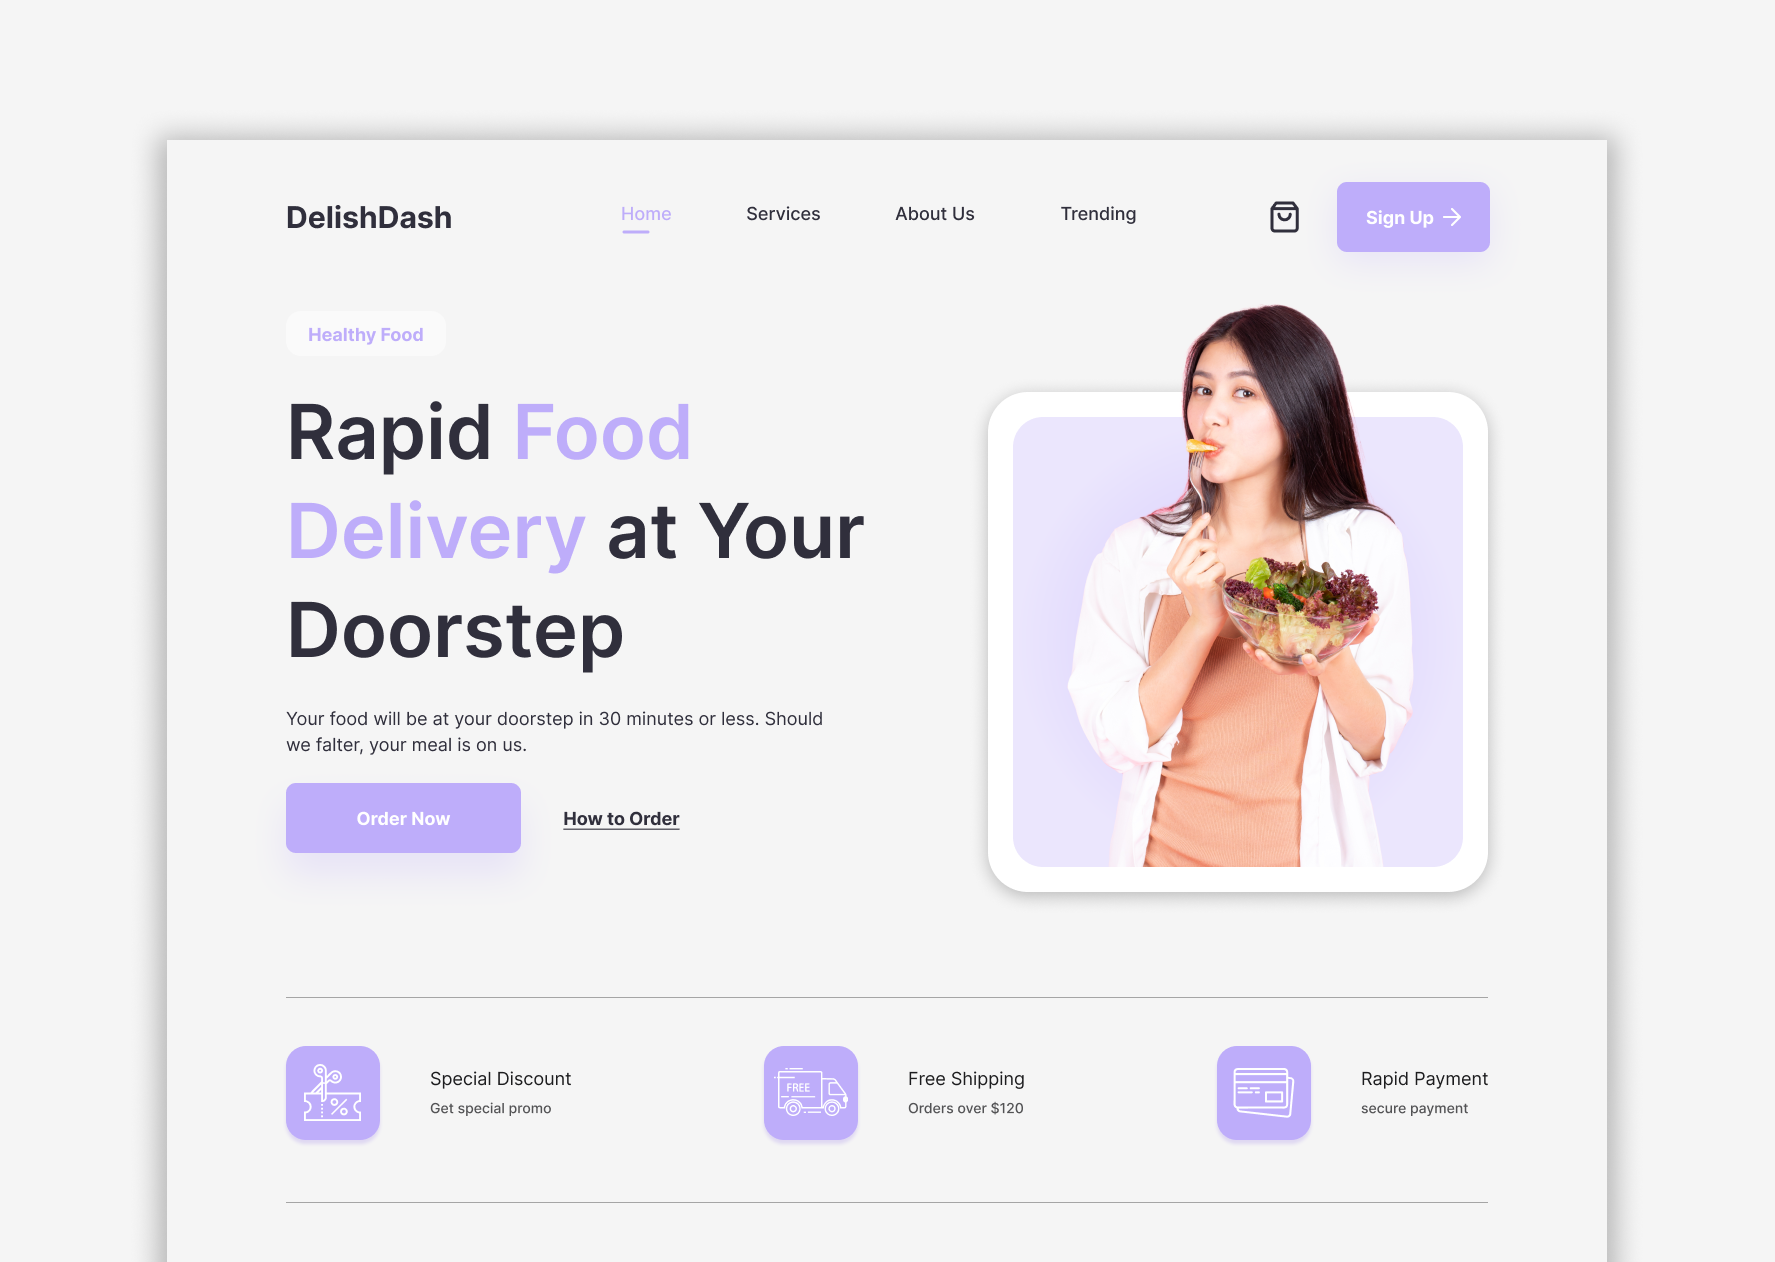 DelishDash
Home
Services
About Us
Trending
Sign Up
Healthy Food
Rapid Food
Delivery at Your
Doorstep
Your food will be at your doorstep in 30 minutes or less. Should
we falter, your meal is on us.
Order Now
How to Order
Special Discount
Get special promo
FREE
Free Shipping
Orders over $120
Rapid Payment
secure payment